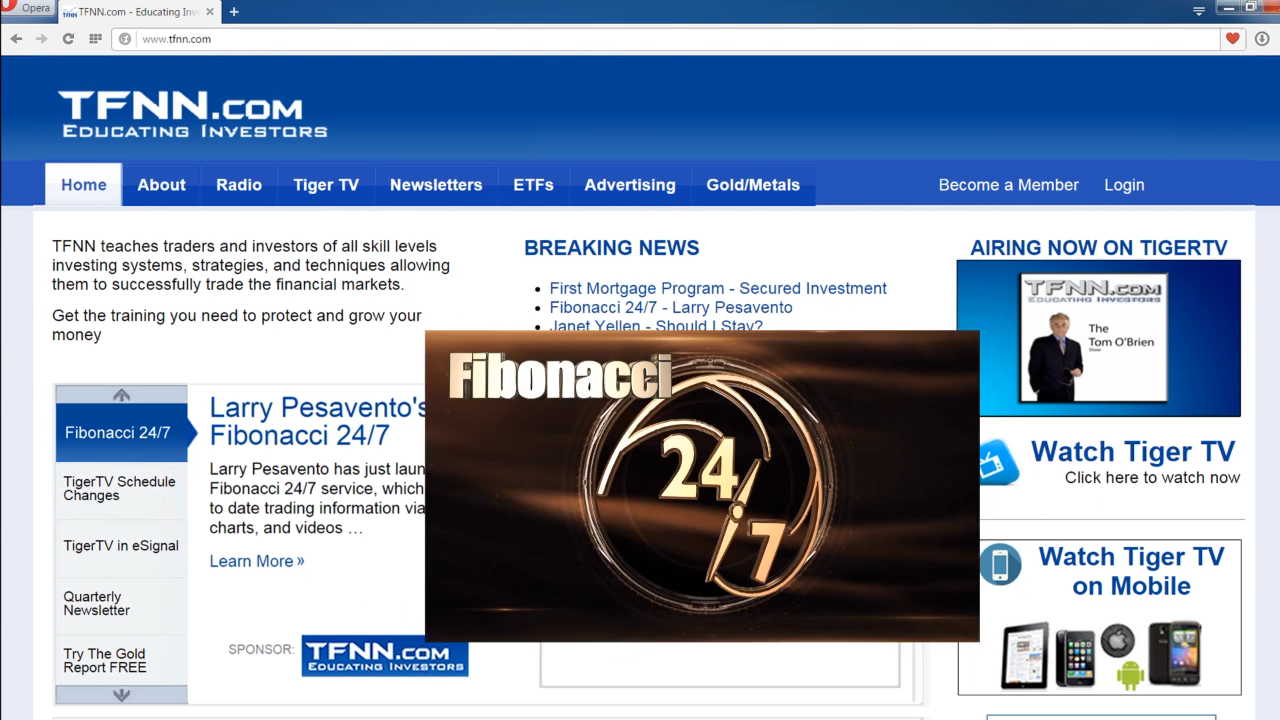 Opera
TFNN.com - Educating Inv
www.tfnn.com
TFNN.com
Educating Investors
Home
About
Radio
Tiger TV
Newsletters
ETFs
Advertising
Gold/Metals
Become a Member
Login
TFNN teaches traders and investors of all skill levels
investing systems, strategies, and techniques allowing
them to successfully trade the financial markets.
Get the training you need to protect and grow your
money
BREAKING NEWS
First Mortgage Program - Secured Investment
Fibonacci 24/7 - Larry Pesavento
Janet Yellen - Should I Stay?
AIRING NOW ON TIGERTV
TFNN.com
Educating Investors
The
Tom O'Brien
Show
Fibonacci 24/7
TigerTV Schedule
Changes
TigerTV in eSignal
Quarterly
Newsletter
Try The Gold
Report FREE
Larry Pesavento's
Fibonacci 24/7
Larry Pesavento has just laun
Fibonacci 24/7 service, which
to date trading information via
charts, and videos …
Learn More »
SPONSOR:
TFNN.com
Educating Investors
Fibonacci
24
7
Watch Tiger TV
Click here to watch now
Watch Tiger TV
on Mobile